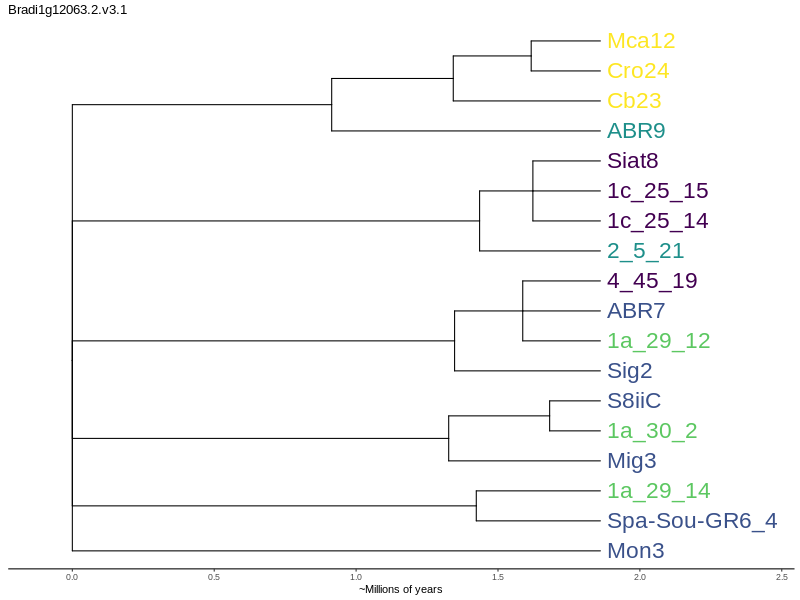 Bradi1g12063.2.v3.1
Mca12
Cro24
Cb23
ABR9
Siat8
1c_25_15
1c_25_14
2_5_21
4_45_19
ABR7
1a_29_12
Sig2
S8iiC
1a_30_2
Mig3
1a_29_14
Spa-Sou-GR6_4
Mon3
0.0 0.5 1.0 1.5 2.0 2.5
~Millions of years